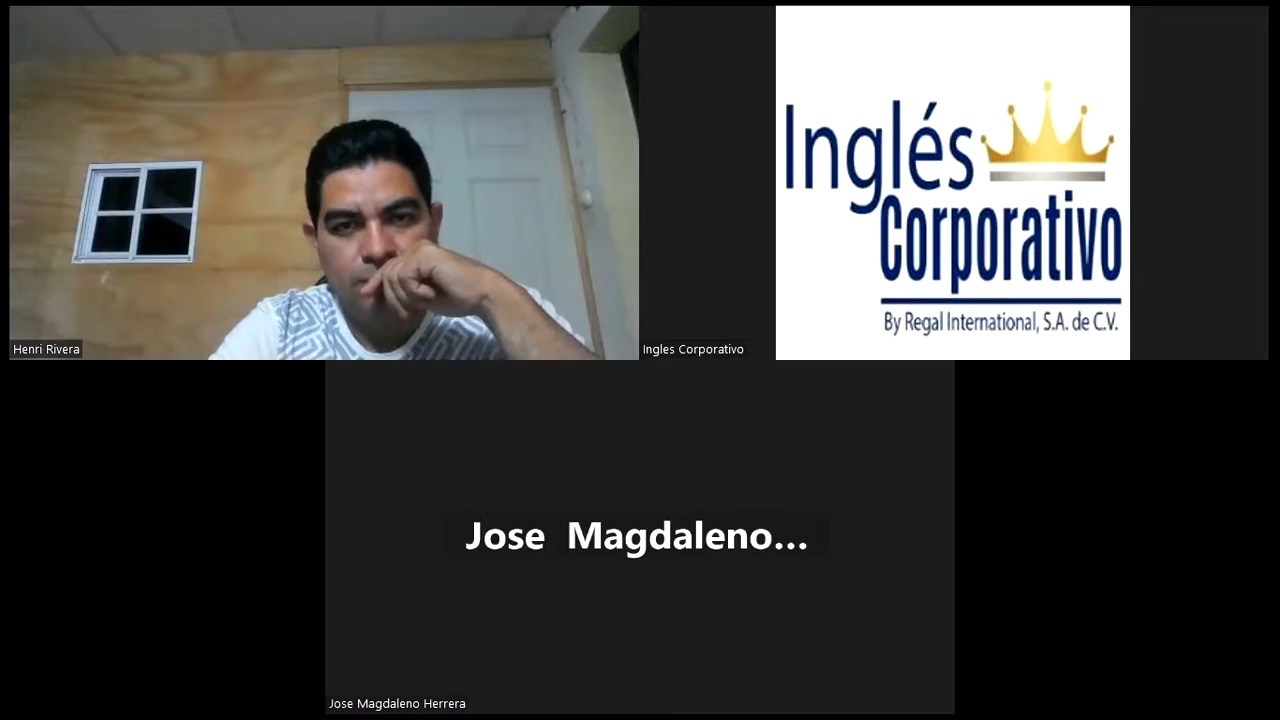 Inglés
Corporativo
By Regal International, S.A. de C.V.
Henri Rivera
Ingles Corporativo
Jose Magdaleno...
Jose Magdaleno Herrera